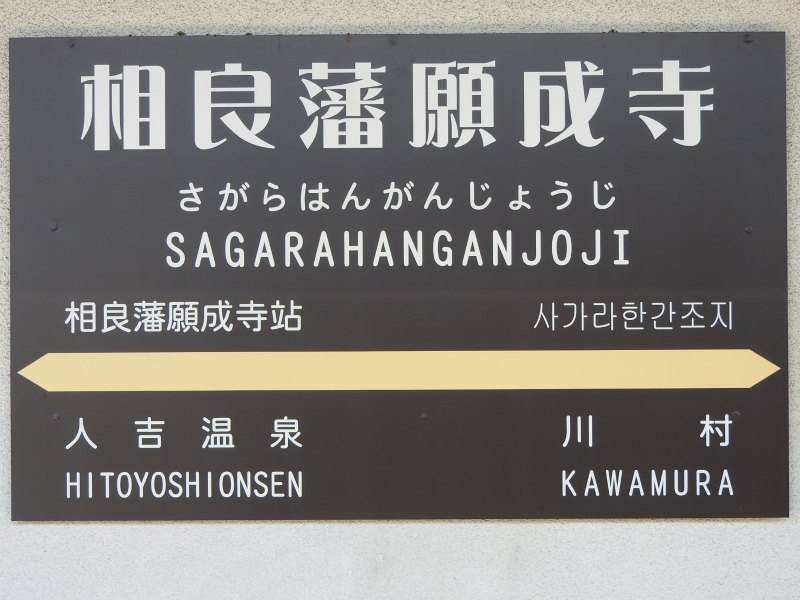 相良藩願成寺
さがらはんがんじょうじ
SAGARAHANGANJOJI
相良藩願成寺站 사가라한간조지
人吉温泉 川村
HITOYOSHIONSEN KAWAMURA